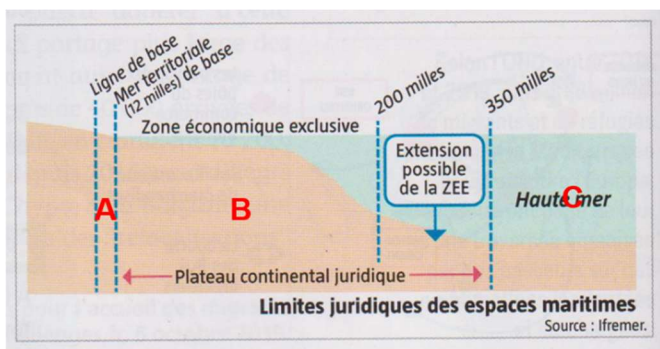 Ligne de base
Mer territoriale
(12 milles) de base
200 milles
350 milles
Zone économique exclusive
Extension
possible
de la ZEE
A
B
C
Haute mer
Plateau continental juridique
Limites juridiques des espaces maritimes
Source : Ifremer.